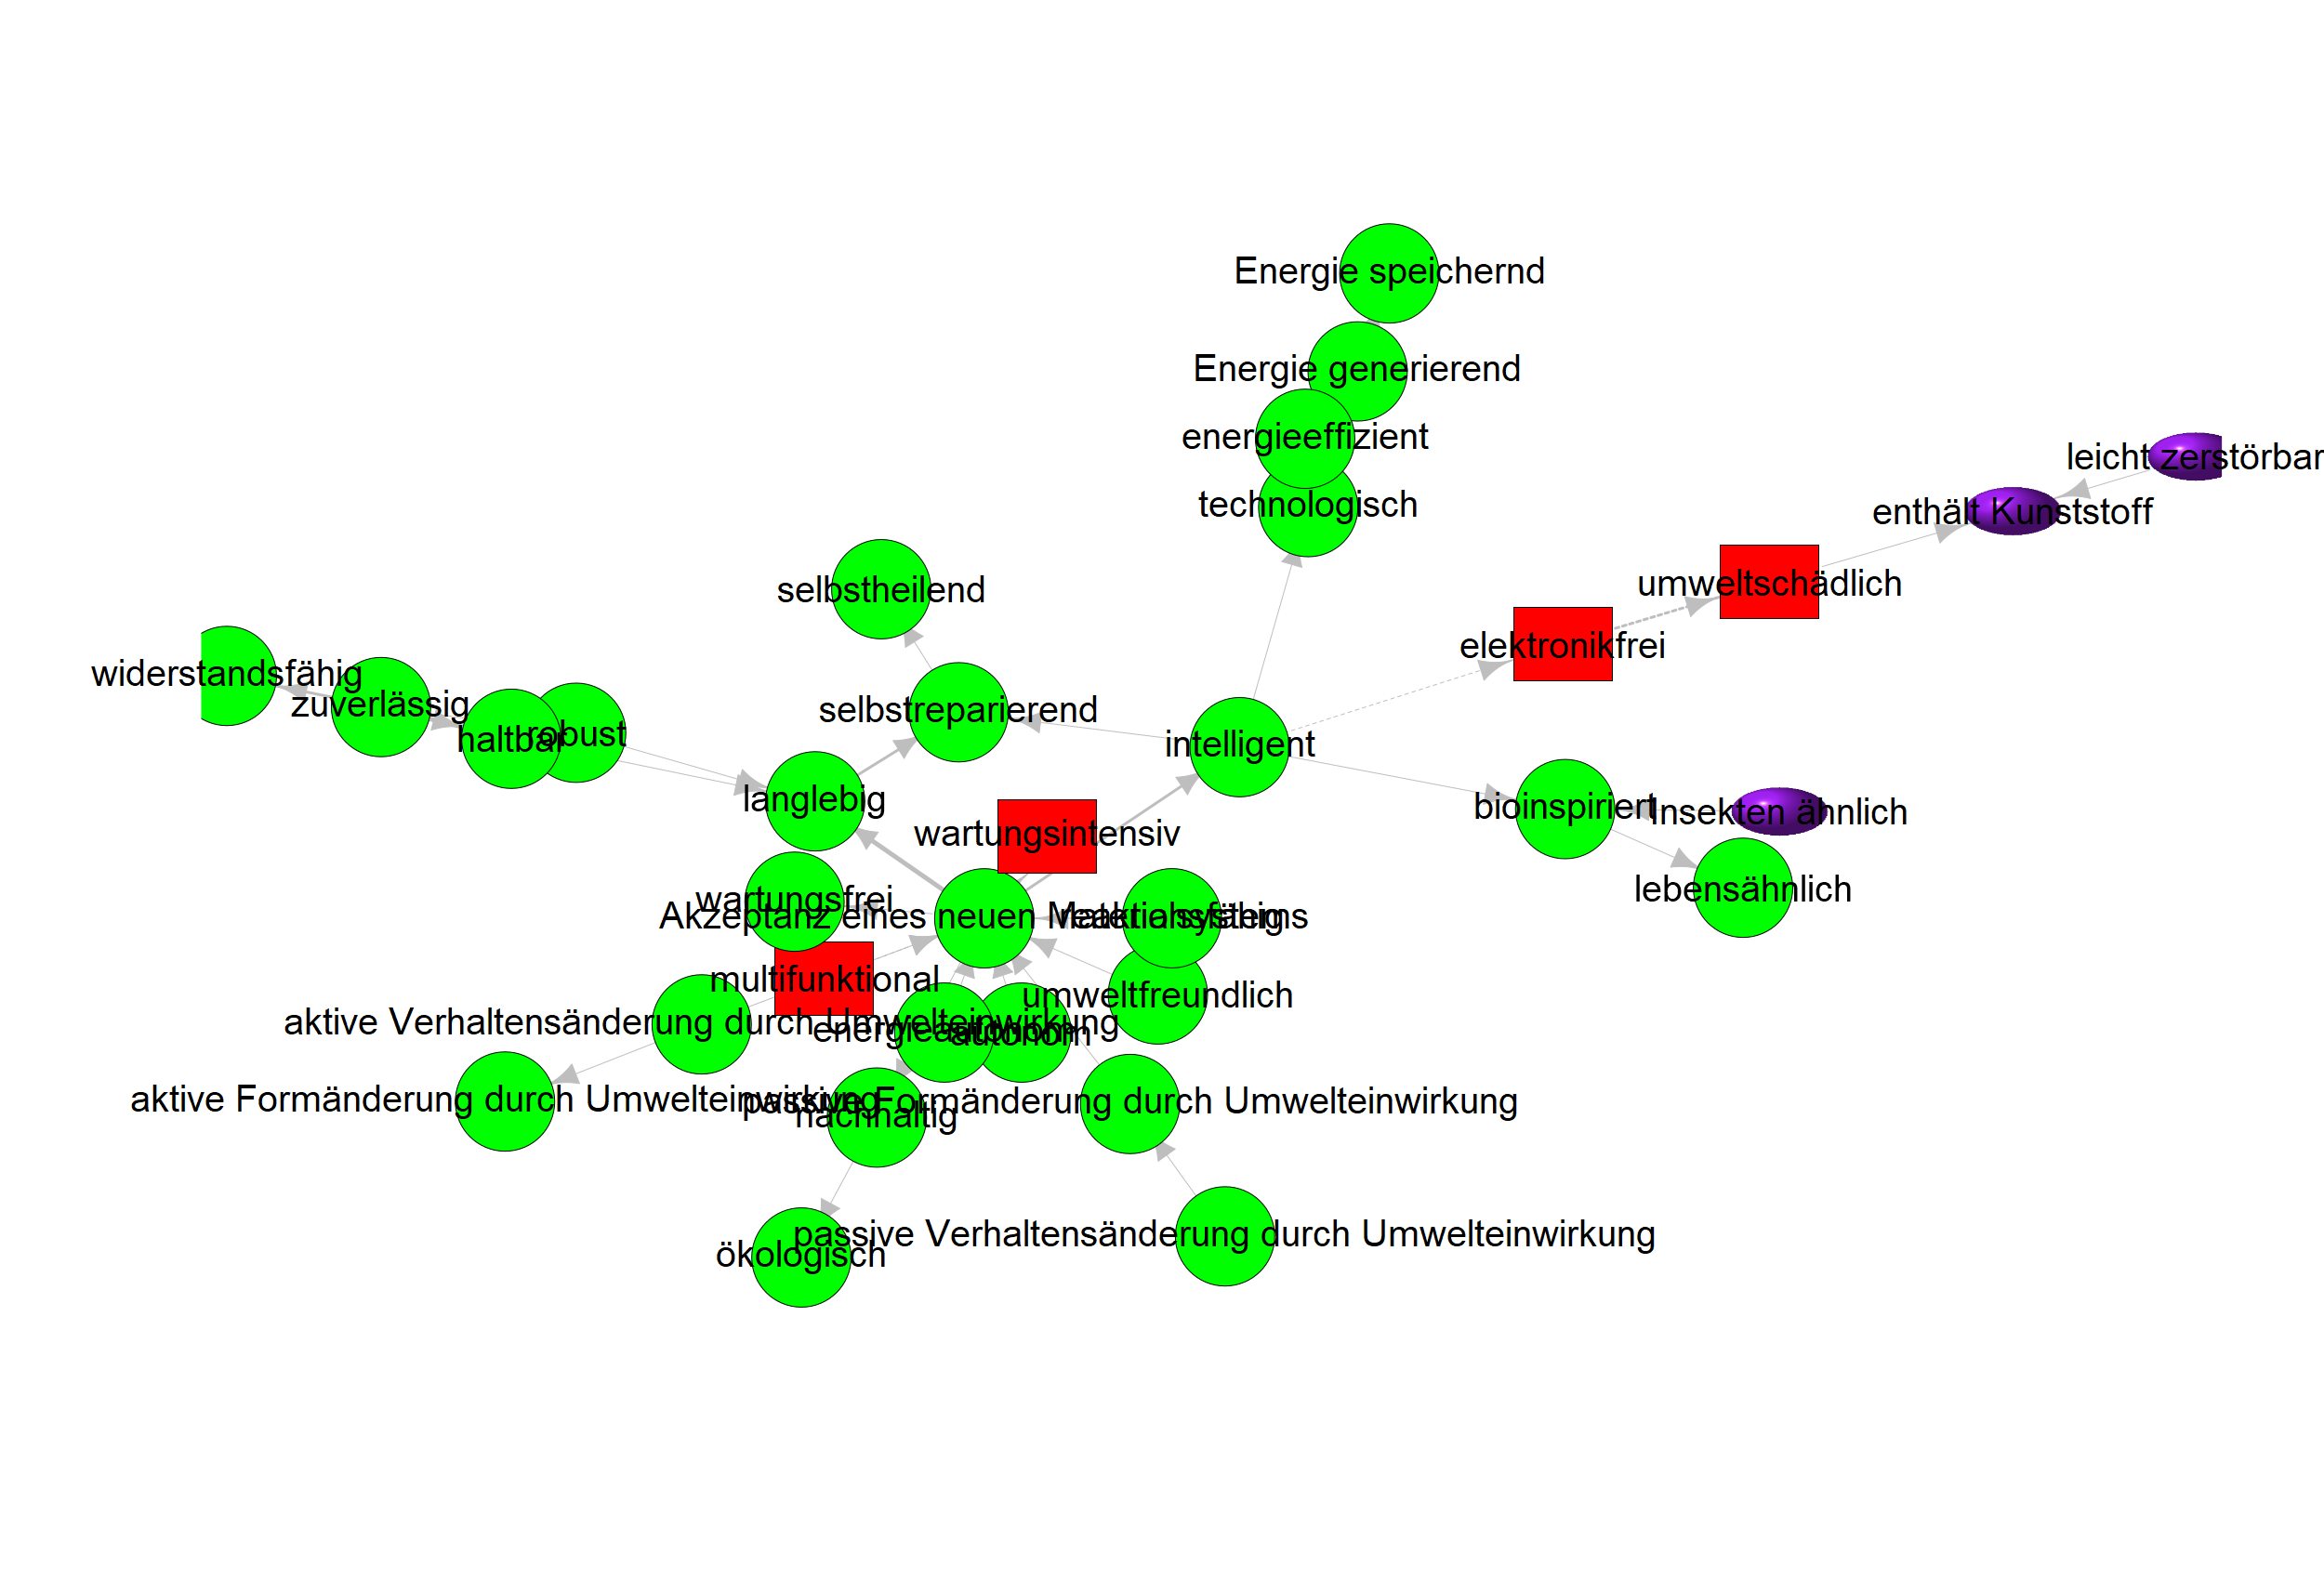 Energie speichernd
Energie generierend
energieeffizient
leicht zerstörbar
technologisch
enthält Kunststoff
selbstheilend
umweltschädlich
elektronikfrei
widerstandsfähig
zuverlässig
selbstreparierend
robust
haltbar
intelligent
langlebig
bioinspiriert
Insekten ähnlich
wartungsintensiv
lebensähnlich
wartungsfrei
Akzeptanz eines neuen Materialsystems
reaktionsfähig
multifunktional
umweltfreundlich
aktive Verhaltensänderung durch Umwelteinwirkung
energieautonom
autonom
aktive Formänderung durch Umwelteinwirkung
passive Formänderung durch Umwelteinwirkung
nachhaltig
passive Verhaltensänderung durch Umwelteinwirkung
ökologisch